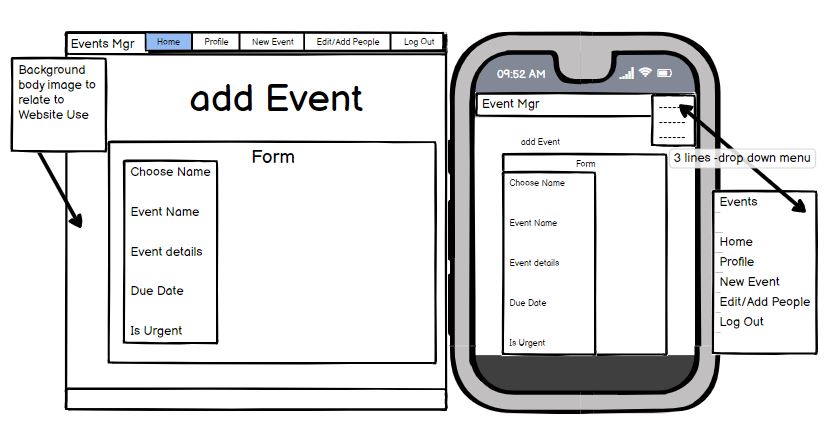 Events Mgr
Home
Profile
New Event
Edit/Add People
Log Out
Background
body image to
relate to
Website Use
add Event
Form
Choose Name
Event Name
Event details
Due Date
Is Urgent
09:52 AM
Event Mgr
add Event
Form
Choose Name
Event Name
Event details
Due Date
Is Urgent
3 lines -drop down menu
Events
Home
Profile
New Event
Edit/Add People
Log Out